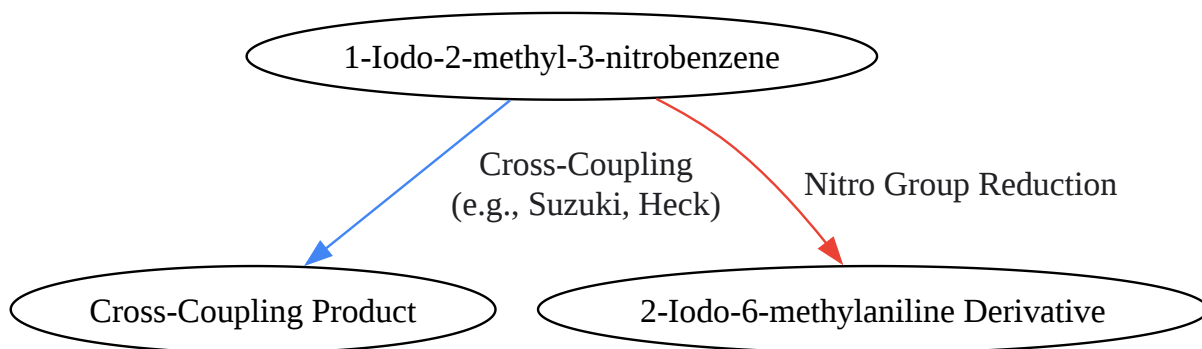 1-Iodo-2-methyl-3-nitrobenzene
Cross-Coupling
(e.g., Suzuki, Heck)
Nitro Group Reduction
Cross-Coupling Product
2-Iodo-6-methylaniline Derivative